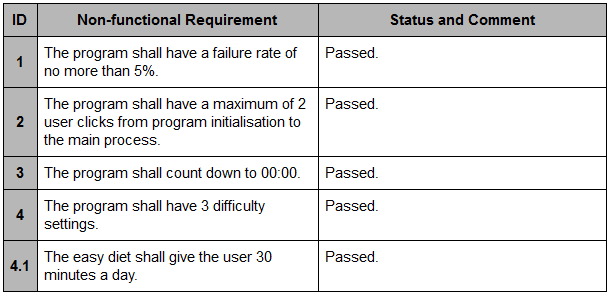 ID Non-functional Requirement Status and Comment
1 The program shall have a failure rate of Passed.
no more than 5%.
2 The program shall have a maximum of 2 Passed.
user clicks from program initialisation to
the main process.
3 The program shall count down to 00:00. Passed.
4 The program shall have 3 difficulty Passed.
settings.
4.1 The easy diet shall give the user 30 Passed.
minutes a day.